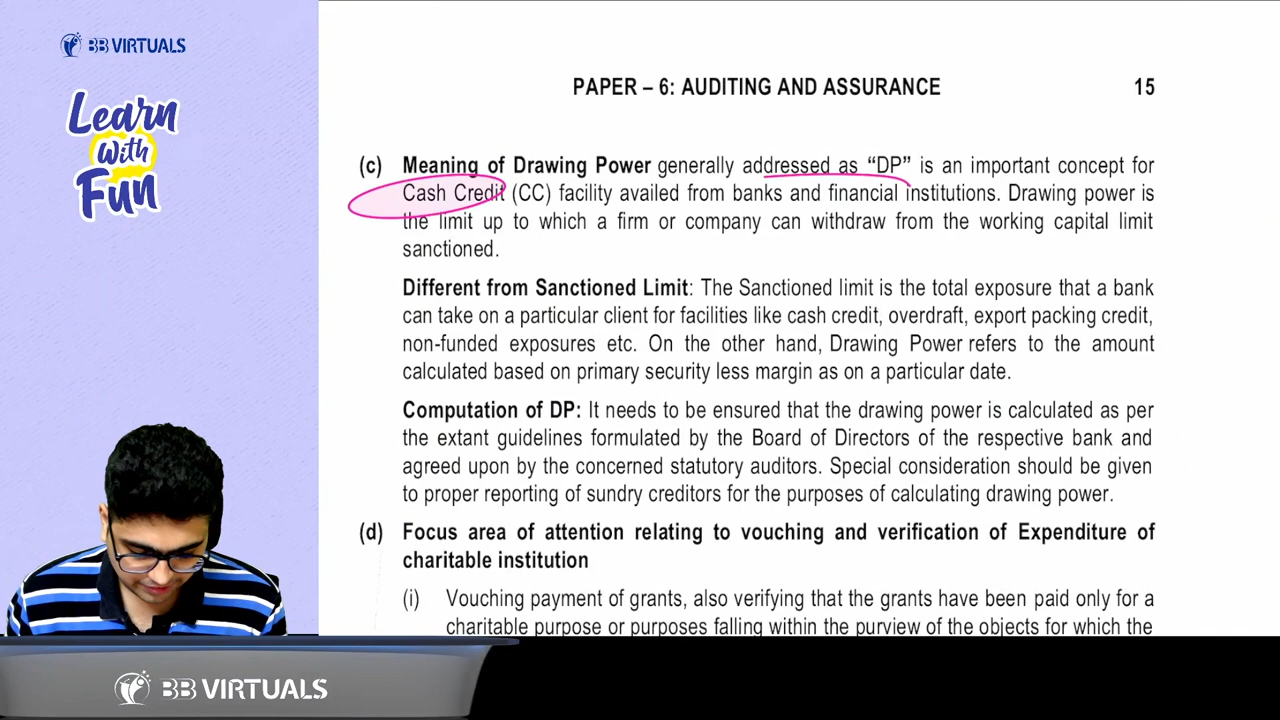 BB VIRTUALS
Learn
With
Fun
PAPER – 6: AUDITING AND ASSURANCE 15
(c) Meaning of Drawing Power generally addressed as “DP” is an important concept for
Cash Credit (CC) facility availed from banks and financial institutions. Drawing power is
the limit up to which a firm or company can withdraw from the working capital limit
sanctioned.
Different from Sanctioned Limit: The Sanctioned limit is the total exposure that a bank
can take on a particular client for facilities like cash credit, overdraft, export packing credit,
non-funded exposures etc. On the other hand, Drawing Power refers to the amount
calculated based on primary security less margin as on a particular date.
Computation of DP: It needs to be ensured that the drawing power is calculated as per
the extant guidelines formulated by the Board of Directors of the respective bank and
agreed upon by the concerned statutory auditors. Special consideration should be given
to proper reporting of sundry creditors for the purposes of calculating drawing power.
(d) Focus area of attention relating to vouching and verification of Expenditure of
charitable institution
(i) Vouching payment of grants, also verifying that the grants have been paid only for a
charitable purpose or purposes falling within the purview of the objects for which the
BB VIRTUALS